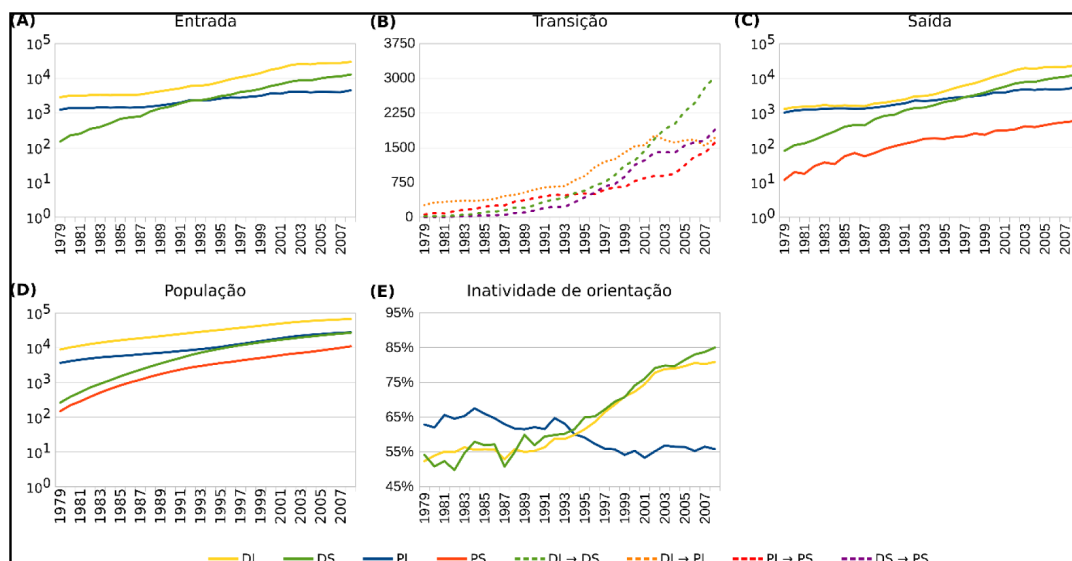 (A) Entrada
10^5
10^4
10^3
10^2
10^1
10^0
1979 1981 1983 1985 1987 1989 1991 1993 1995 1997 1999 2001 2003 2005 2007
(B) Transição
3750
3000
2250
1500
750
0
1979 1981 1983 1985 1987 1989 1991 1993 1995 1997 1999 2001 2003 2005 2007
(C) Saída
10^5
10^4
10^3
10^2
10^1
10^0
1979 1981 1983 1985 1987 1989 1991 1993 1995 1997 1999 2001 2003 2005 2007
(D) População
10^5
10^4
10^3
10^2
10^1
10^0
1979 1981 1983 1985 1987 1989 1991 1993 1995 1997 1999 2001 2003 2005 2007
(E) Inatividade de orientação
95%
85%
75%
65%
55%
45%
1979 1981 1983 1985 1987 1989 1991 1993 1995 1997 1999 2001 2003 2005 2007
DI DS PI PS DI → DS DI → PI PI → PS DS → PS